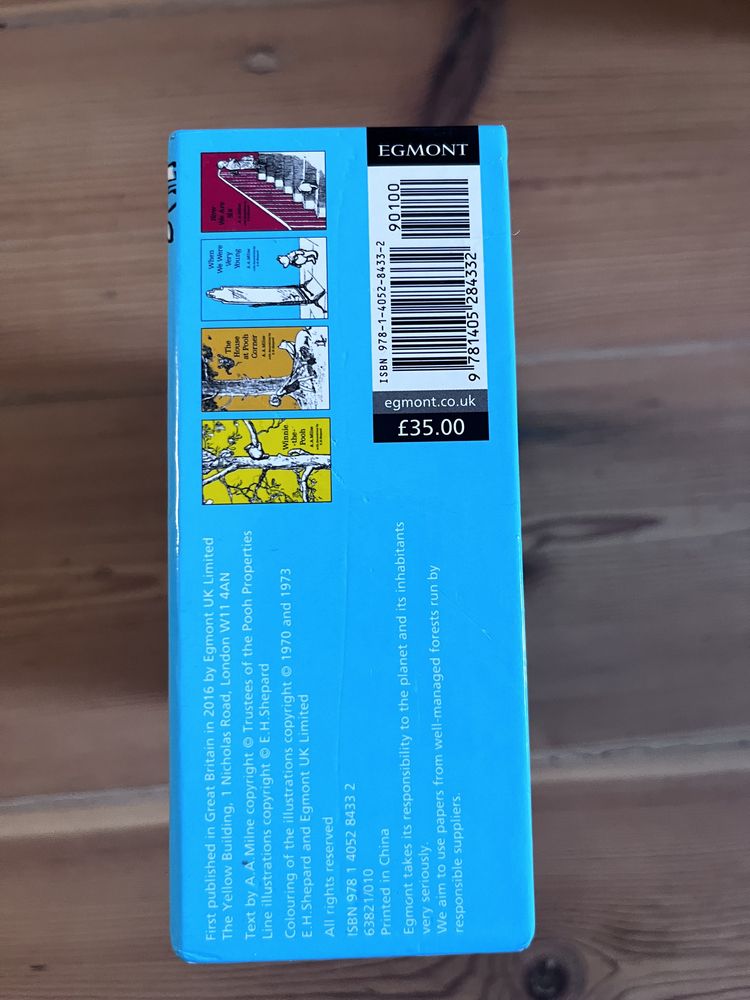 Now
We Are
Six
A. A. Milne
When
We Were
Very
Young
A. A. Milne
The
House
at Pooh
Corner
A. A. Milne
Winnie
-the-
Pooh
A. A. Milne
EGMONT
90100
ISBN 978-1-4052-8433-2
9 781405 284332
egmont.co.uk
£35.00
First published in Great Britain in 2016 by Egmont UK Limited
The Yellow Building, 1 Nicholas Road, London W11 4AN
Text by A.A.Milne copyright © Trustees of the Pooh Properties
Line illustrations copyright © E.H.Shepard
Colouring of the illustrations copyright © 1970 and 1973
E.H.Shepard and Egmont UK Limited
All rights reserved
ISBN 978 1 4052 8433 2
63821/010
Printed in China
Egmont takes its responsibility to the planet and its inhabitants
very seriously.
We aim to use papers from well-managed forests run by
responsible suppliers.